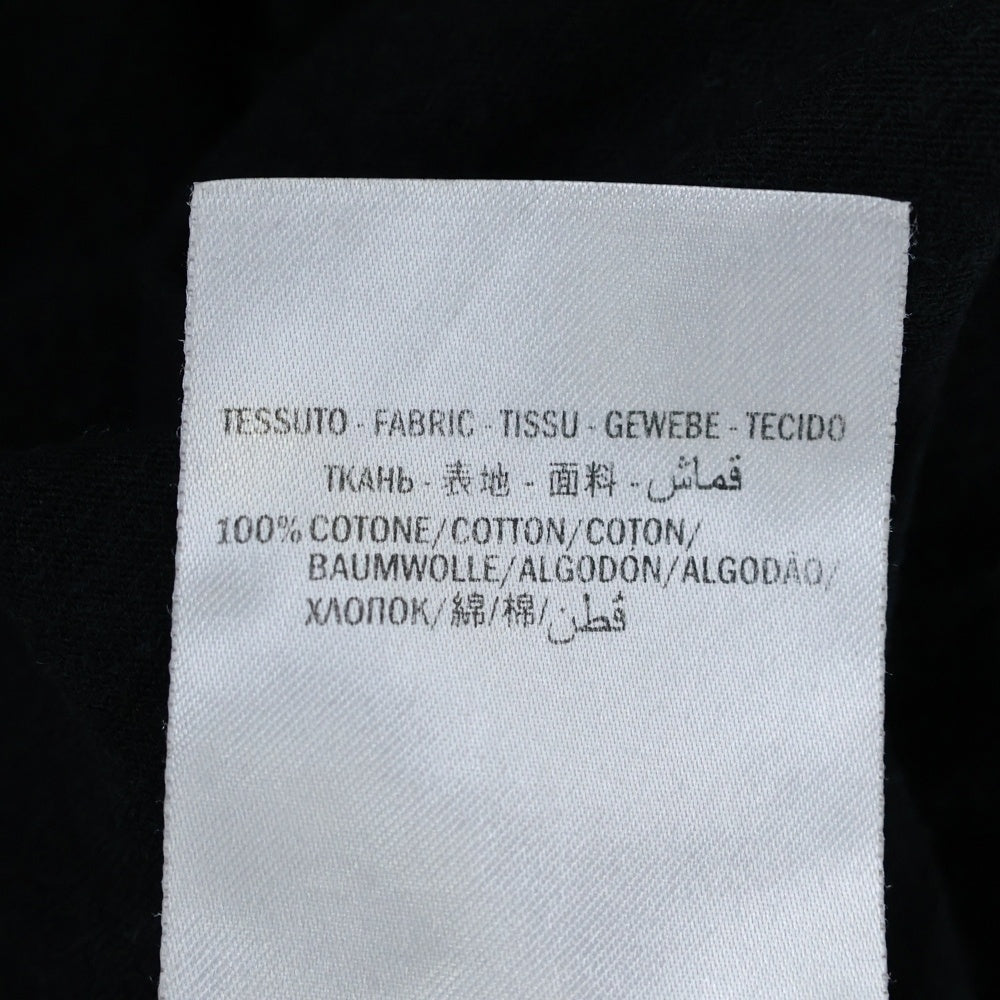 TESSUTO - FABRIC - TISSU - GEWEBE - TECIDO
ТКАНЬ - 表地 - 面料 - قماش
100% COTONE/COTTON/COTON/
BAUMWOLLE/ALGODON/ALGODÃO/
ХЛОПОК/綿/棉/قطن